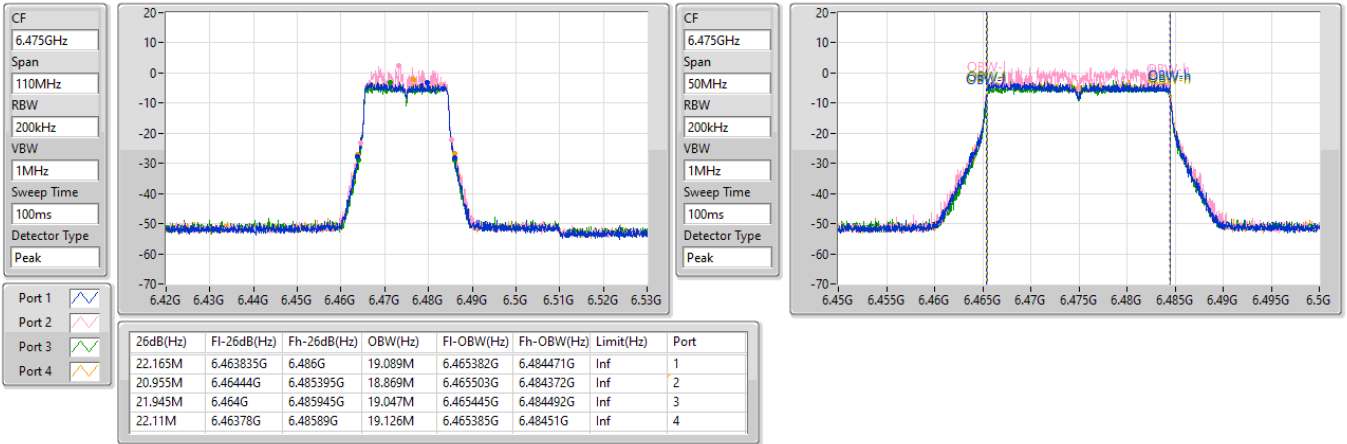 CF
6.475GHz
Span
110MHz
RBW
200kHz
VBW
1MHz
Sweep Time
100ms
Detector Type
Peak
20-
10-
0-
-10-
-20-
-30-
-40-
-50-
-60-
-70-
6.42G 6.43G 6.44G 6.45G 6.46G 6.47G 6.48G 6.49G 6.5G 6.51G 6.52G 6.53G
CF
6.475GHz
Span
50MHz
RBW
200kHz
VBW
1MHz
Sweep Time
100ms
Detector Type
Peak
20-
10-
0-
-10-
-20-
-30-
-40-
-50-
-60-
-70-
OBW-h
6.45G 6.455G 6.46G 6.465G 6.47G 6.475G 6.48G 6.485G 6.49G 6.495G 6.5G
Port 1
Port 2
Port 3
Port 4
26dB(Hz) Fl-26dB(Hz) Fh-26dB(Hz) OBW(Hz) Fl-OBW(Hz) Fh-OBW(Hz) Limit(Hz) Port
22.165M 6.463835G 6.486G 19.089M 6.465382G 6.484471G Inf 1
20.955M 6.46444G 6.485395G 18.869M 6.465503G 6.484372G Inf 2
21.945M 6.464G 6.485945G 19.047M 6.465445G 6.484492G Inf 3
22.11M 6.46378G 6.48589G 19.126M 6.465385G 6.48451G Inf 4